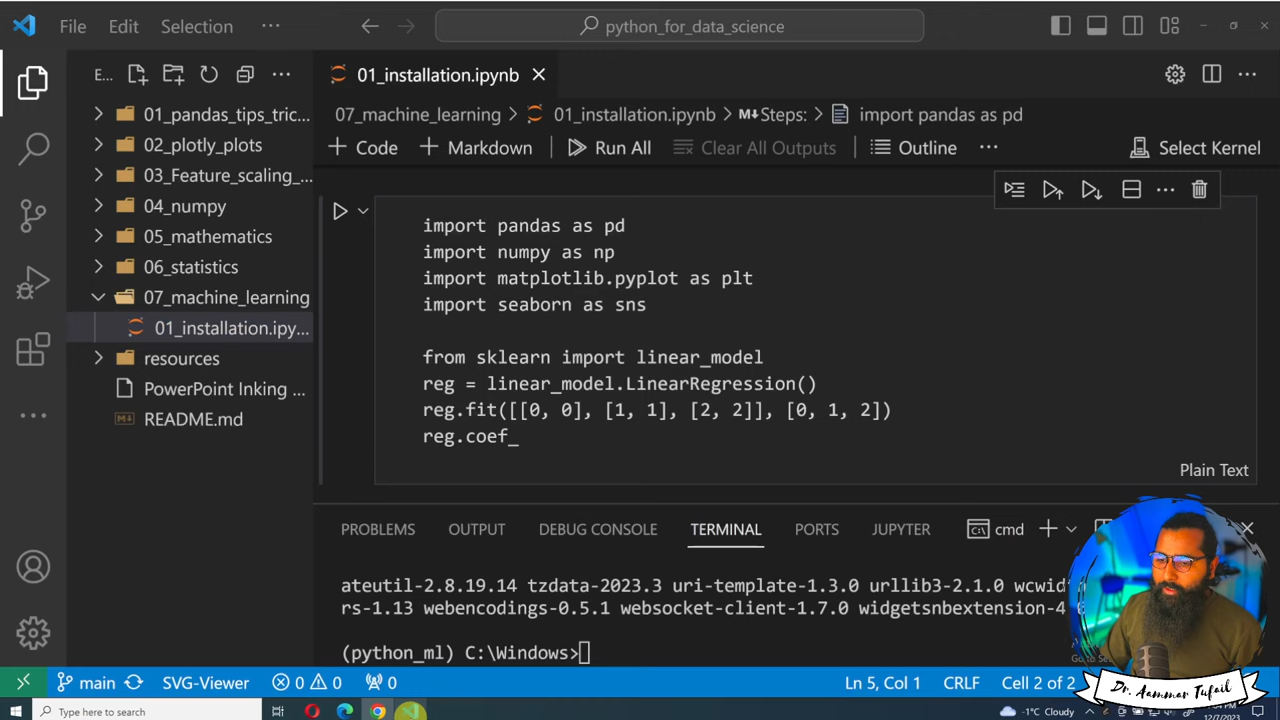 File Edit Selection ··· python_for_data_science
E... 01_installation.ipynb
07_machine_learning > 01_installation.ipynb > M↓Steps: > import pandas as pd
+ Code + Markdown Run All Clear All Outputs Outline ··· Select Kernel
01_pandas_tips_tric...
02_plotly_plots
03_Feature_scaling_...
04_numpy
05_mathematics
06_statistics
07_machine_learning
01_installation.ipy...
resources
PowerPoint Inking ...
README.md
import pandas as pd
import numpy as np
import matplotlib.pyplot as plt
import seaborn as sns
from sklearn import linear_model
reg = linear_model.LinearRegression()
reg.fit([[0, 0], [1, 1], [2, 2]], [0, 1, 2])
reg.coef_
Plain Text
PROBLEMS OUTPUT DEBUG CONSOLE TERMINAL PORTS JUPYTER cmd
ateutil-2.8.19.14 tzdata-2023.3 uri-template-1.3.0 urllib3-2.1.0 wcwid
rs-1.13 webencodings-0.5.1 websocket-client-1.7.0 widgetsnbextension-4
(python_ml) C:\Windows>
main SVG-Viewer 0 0 0 Ln 5, Col 1 CRLF Cell 2 of 2
Dr. Aammar Tufail
Type here to search -1°C Cloudy
12/7/2023